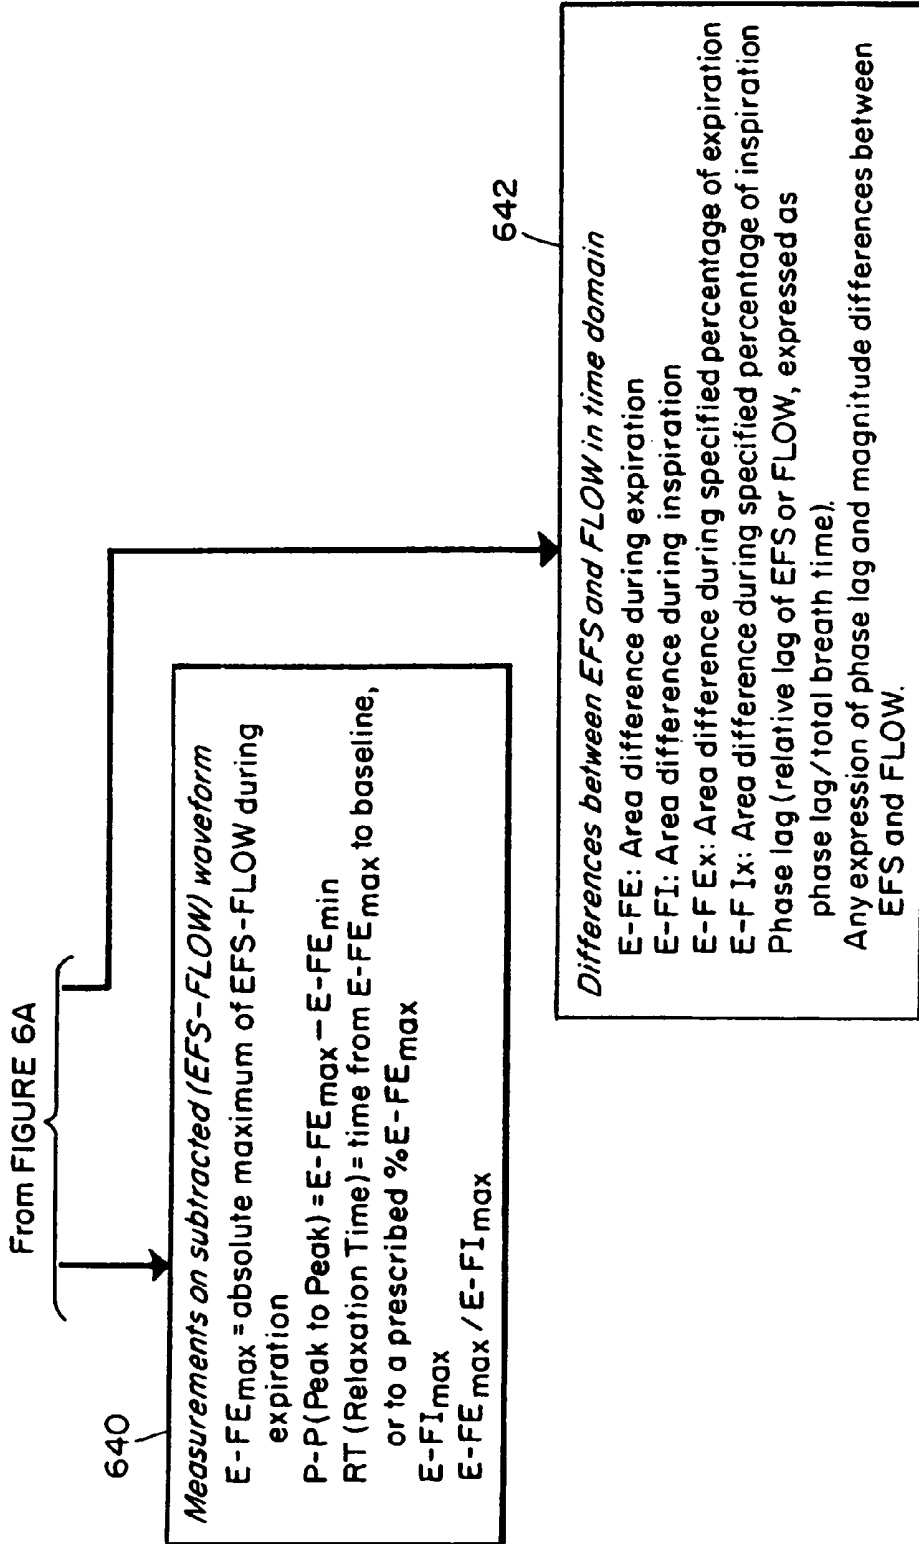 From FIGURE 6A
640
Measurements on subtracted (EFS-FLOW) waveform
E-FEmax = absolute maximum of EFS-FLOW during
expiration
P-P (Peak to Peak) = E-FEmax - E-FEmin
RT (Relaxation Time) = time from E-FEmax to baseline,
or to a prescribed %E-FEmax
E-FImax
E-FEmax / E-FImax
642
Differences between EFS and FLOW in time domain
E-FE: Area difference during expiration
E-FI: Area difference during inspiration
E-F Ex: Area difference during specified percentage of expiration
E-F Ix: Area difference during specified percentage of inspiration
Phase lag (relative lag of EFS or FLOW, expressed as
phase lag/total breath time).
Any expression of phase lag and magnitude differences between
EFS and FLOW.